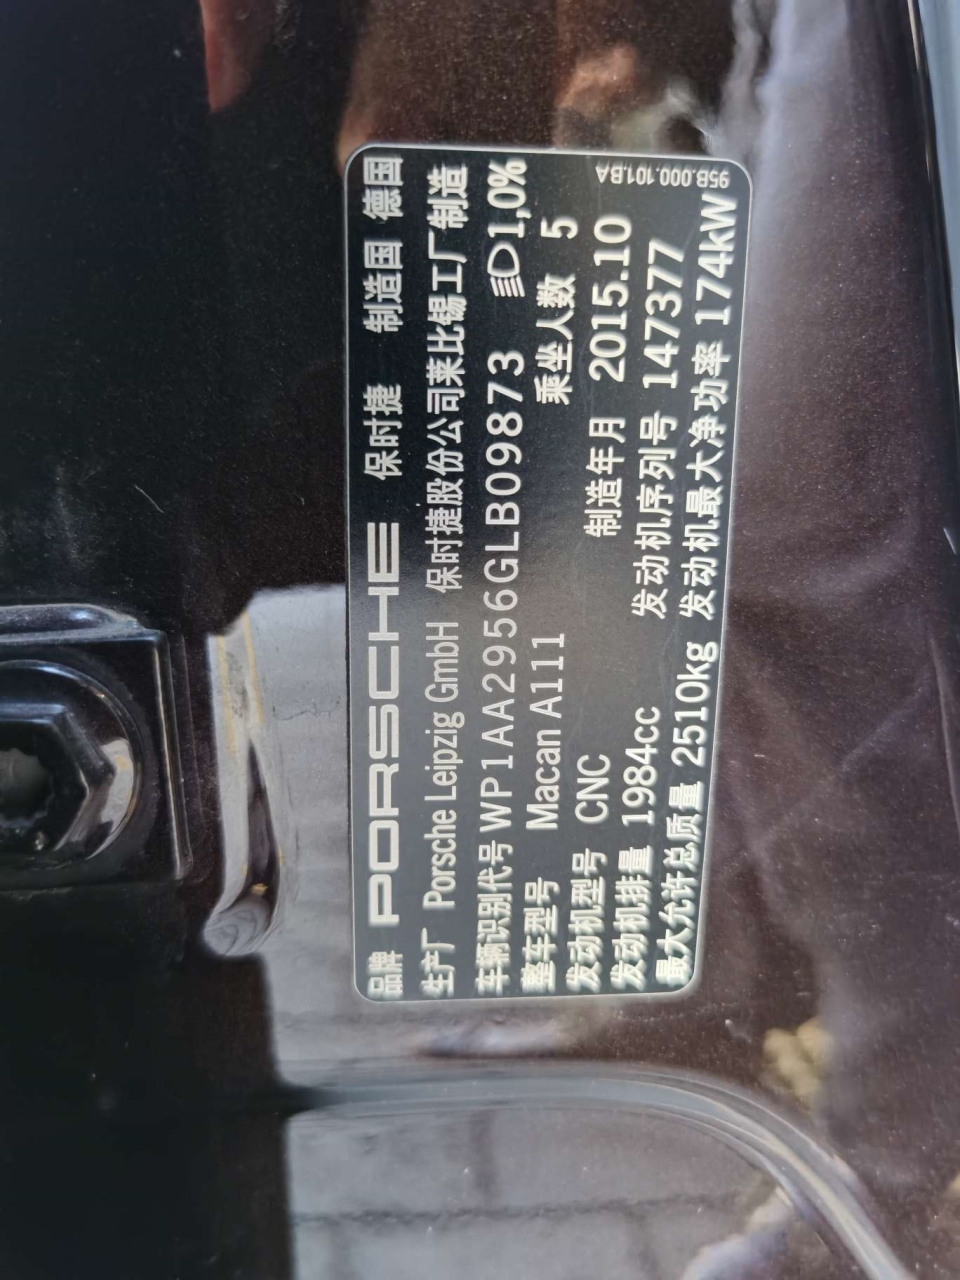 品牌 PORSCHE 保时捷 制造国 德国
生产厂 Porsche Leipzig GmbH 保时捷股份公司莱比锡工厂制造
车辆识别代号 WP1AA2956GLB09873 1,0%
整车型号 Macan A111 乘坐人数 5
发动机型号 CNC 制造年月 2015.10
发动机排量 1984cc 发动机序列号 147377
最大允许总质量 2510kg 发动机最大净功率 174kW
95B.000.101.BA